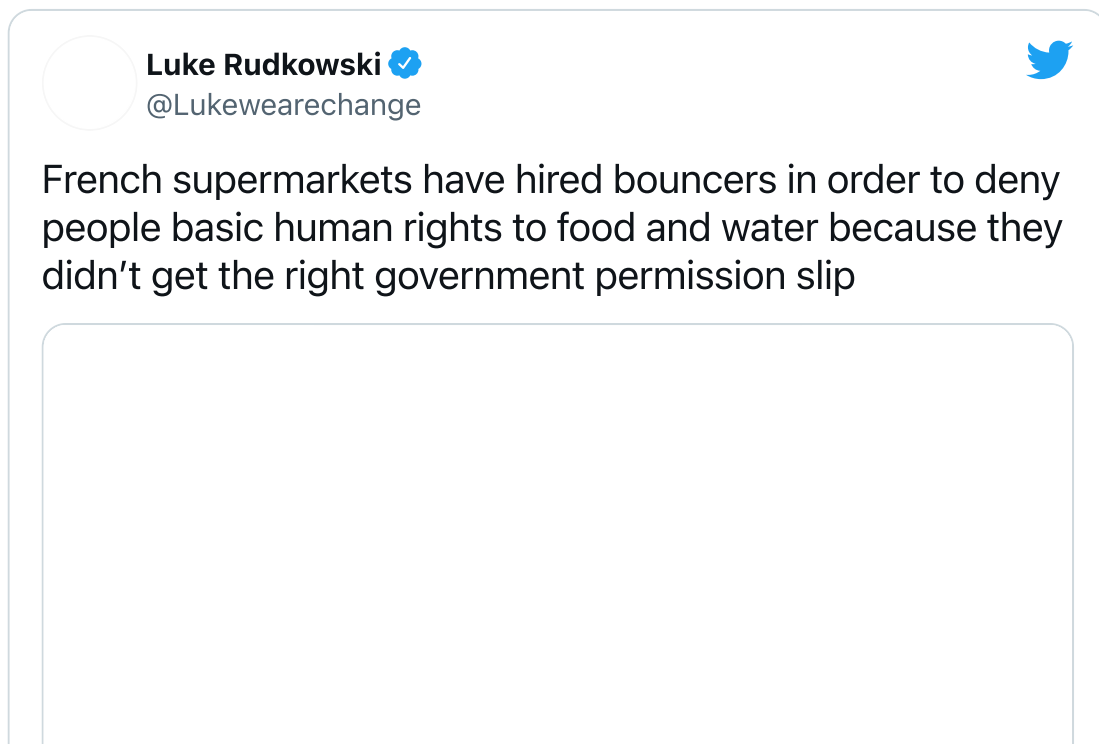 Luke Rudkowski
@Lukewearechange
French supermarkets have hired bouncers in order to deny
people basic human rights to food and water because they
didn’t get the right government permission slip